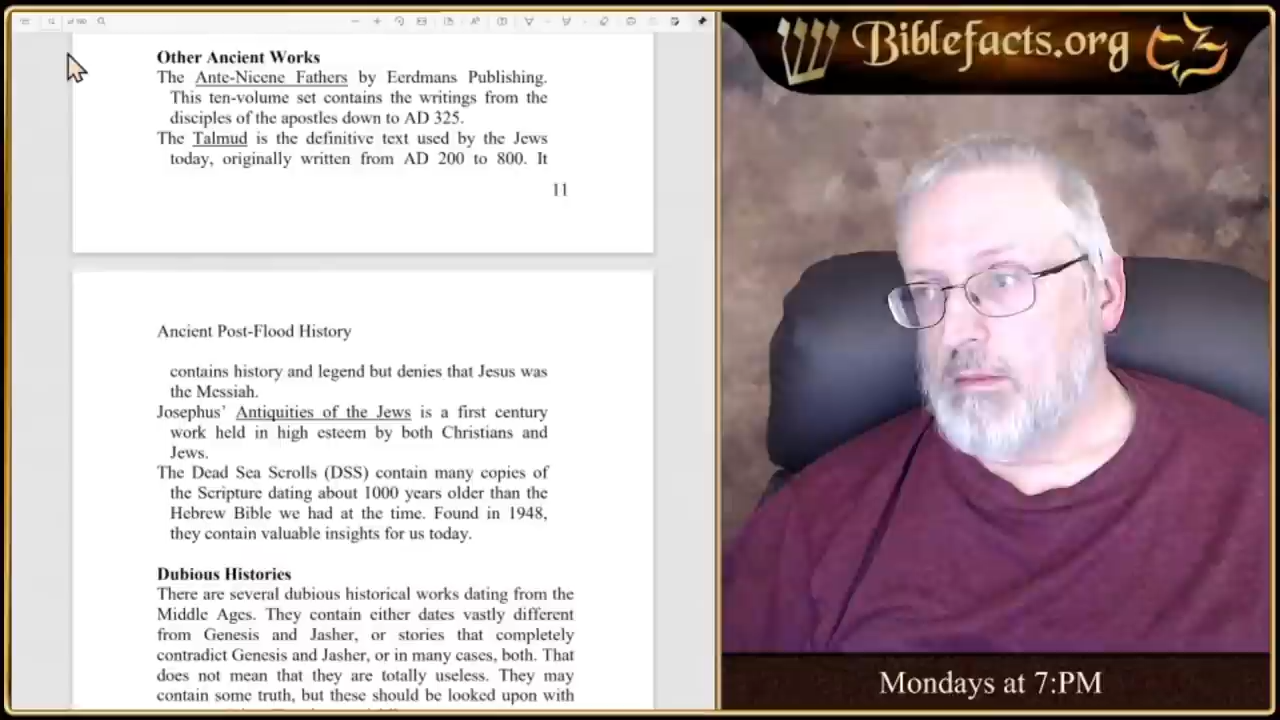 Other Ancient Works
The Ante-Nicene Fathers by Eerdmans Publishing.
This ten-volume set contains the writings from the
disciples of the apostles down to AD 325.
The Talmud is the definitive text used by the Jews
today, originally written from AD 200 to 800. It
11
Ancient Post-Flood History
contains history and legend but denies that Jesus was
the Messiah.
Josephus' Antiquities of the Jews is a first century
work held in high esteem by both Christians and
Jews.
The Dead Sea Scrolls (DSS) contain many copies of
the Scripture dating about 1000 years older than the
Hebrew Bible we had at the time. Found in 1948,
they contain valuable insights for us today.
Dubious Histories
There are several dubious historical works dating from the
Middle Ages. They contain either dates vastly different
from Genesis and Jasher, or stories that completely
contradict Genesis and Jasher, or in many cases, both. That
does not mean that they are totally useless. They may
contain some truth, but these should be looked upon with
Biblefacts.org
Mondays at 7:PM